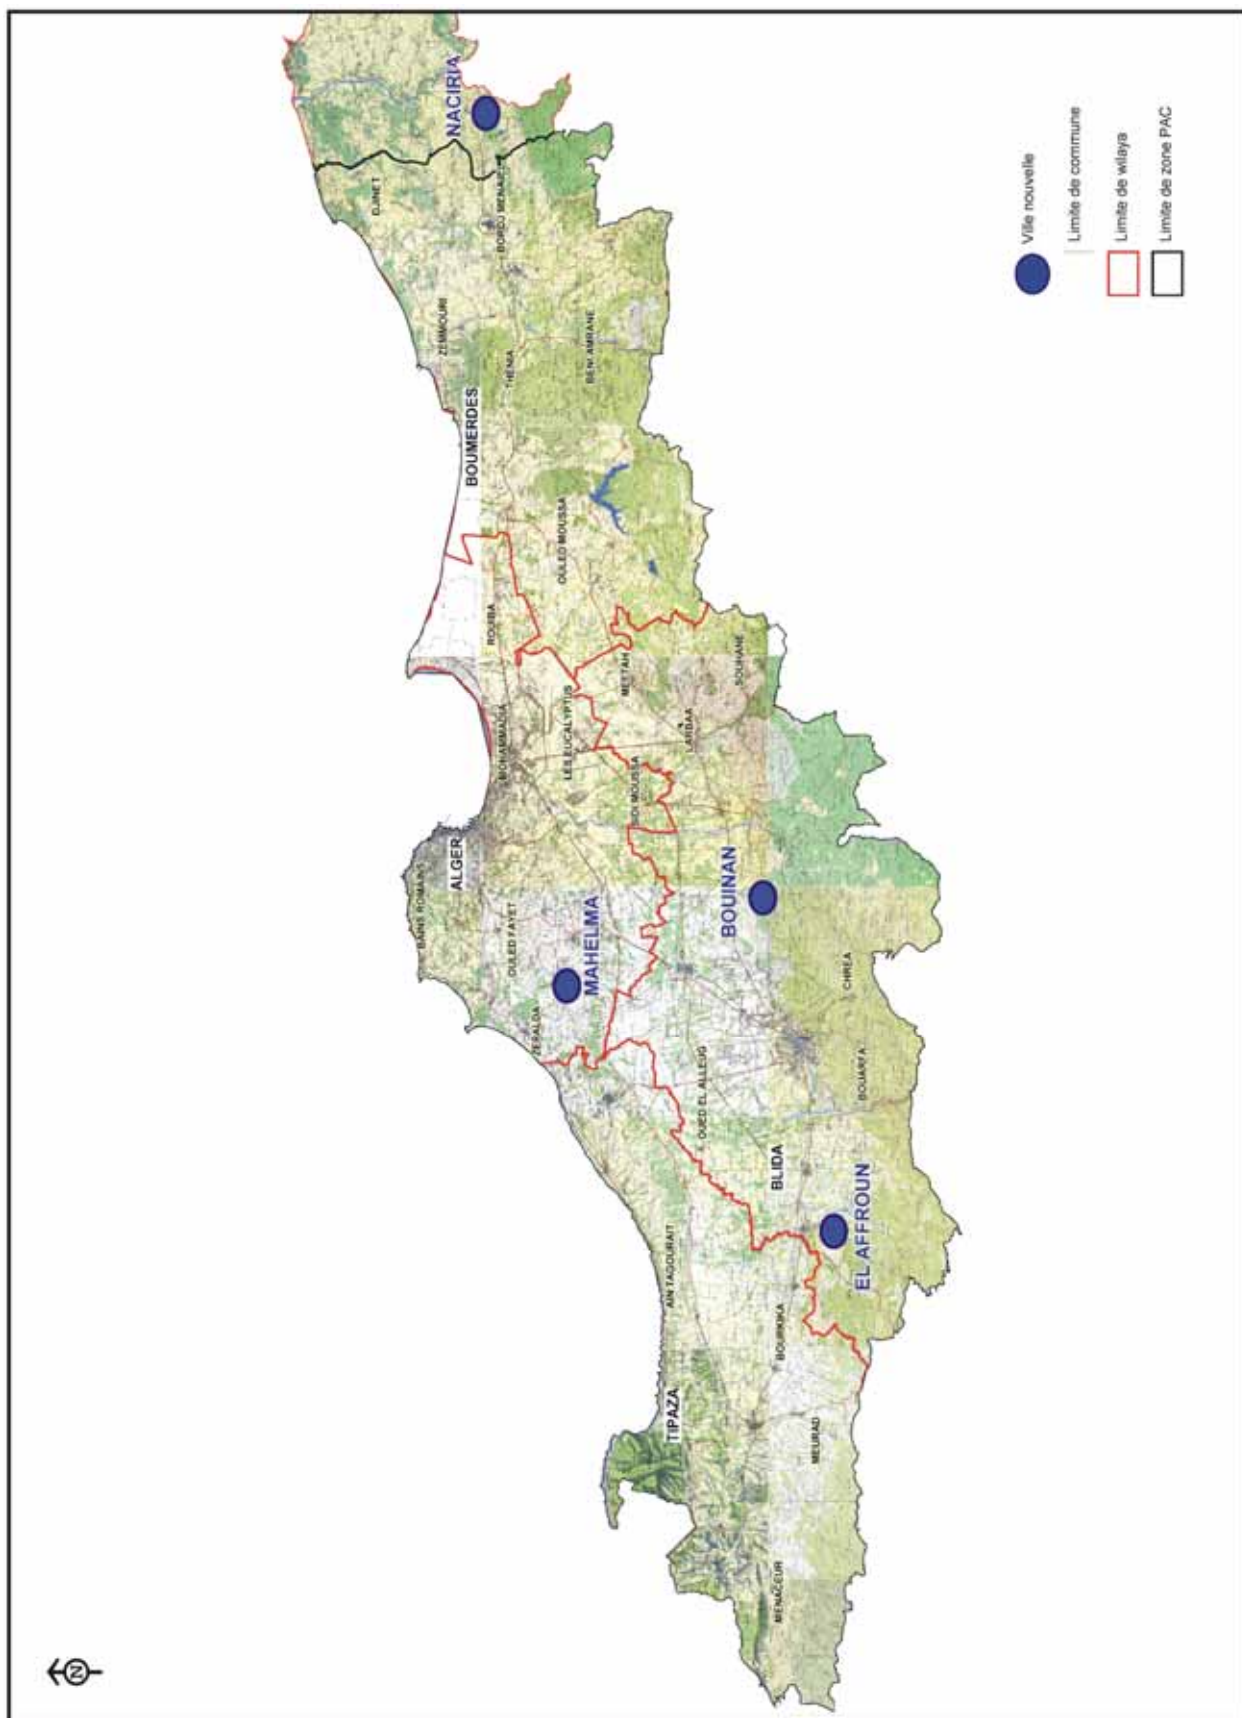 N
DJINET
BAINS ROMAINS
ZEMMOURI
NACIRIA
ALGER
BOUMERDES
ROUIBA
BORDJ
MOHAMMADIA
THENIA
OULED FAYET
ZERALDA
OULED MOUSSA
LES EUCALYPTUS
BENI AMRANE
MAHELMA
MEFTAH
SIDI MOUSSA
AIN TAGOURAIT
TIPAZA
LARBAA
OUED EL ALLEUG
BOUINAN
SOUHANE
BLIDA
MENACEUR
BOURKIKA
MEURAD
CHREA
BOUARFA
EL AFFROUN
Ville nouvelle
Limite de commune
Limite de wilaya
Limite de zone PAC